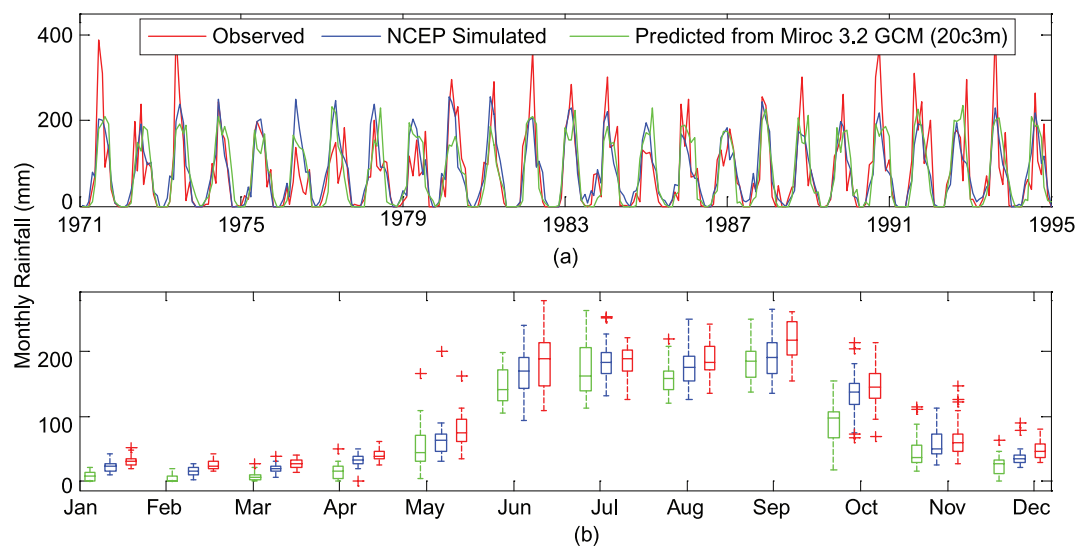 Monthly Rainfall (mm)
400
200
0
Observed
NCEP Simulated
Predicted from Miroc 3.2 GCM (20c3m)
1971 1975 1979 1983 1987 1991 1995
(a)
200
100
0
Jan Feb Mar Apr May Jun Jul Aug Sep Oct Nov Dec
(b)